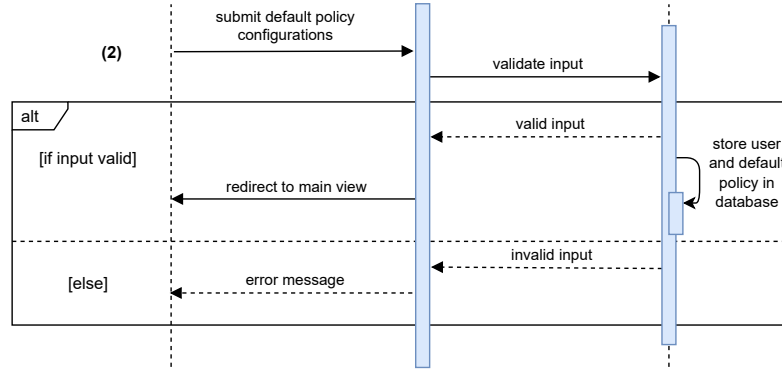 submit default policy
configurations
(2)
validate input
alt
valid input
[if input valid]
store user
and default
policy in
database
redirect to main view
invalid input
[else]
error message